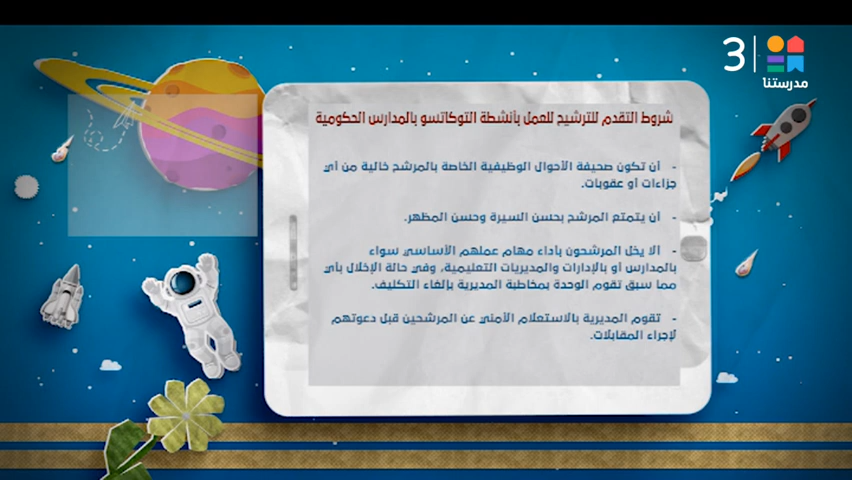 3
مدرستنا
شروط التقدم للترشيح للعمل بأنشطة التوكاتسو بالمدارس الحكومية
- أن تكون صحيفة الأحوال الوظيفية الخاصة بالمرشح خالية من أي
جزاءات أو عقوبات.
- أن يتمتع المرشح بحسن السيرة وحسن المظهر.
- ألا يخل المرشحون بأداء مهام عملهم الأساسي سواء
بالمدارس أو بالإدارات والمديريات التعليمية، وفي حالة الإخلال بأي
مما سبق تقوم الوحدة بمخاطبة المديرية بإلغاء التكليف.
- تقوم المديرية بالاستعلام الأمني عن المرشحين قبل دعوتهم
لإجراء المقابلات.